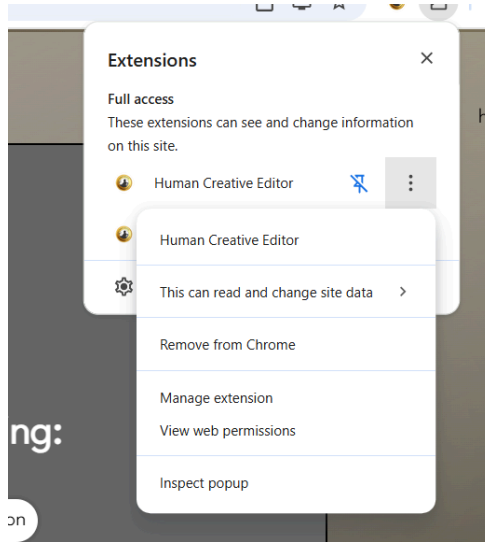 Extensions
Full access
These extensions can see and change information
on this site.
Human Creative Editor
Human Creative Editor
This can read and change site data
Remove from Chrome
Manage extension
View web permissions
Inspect popup
ng:
on